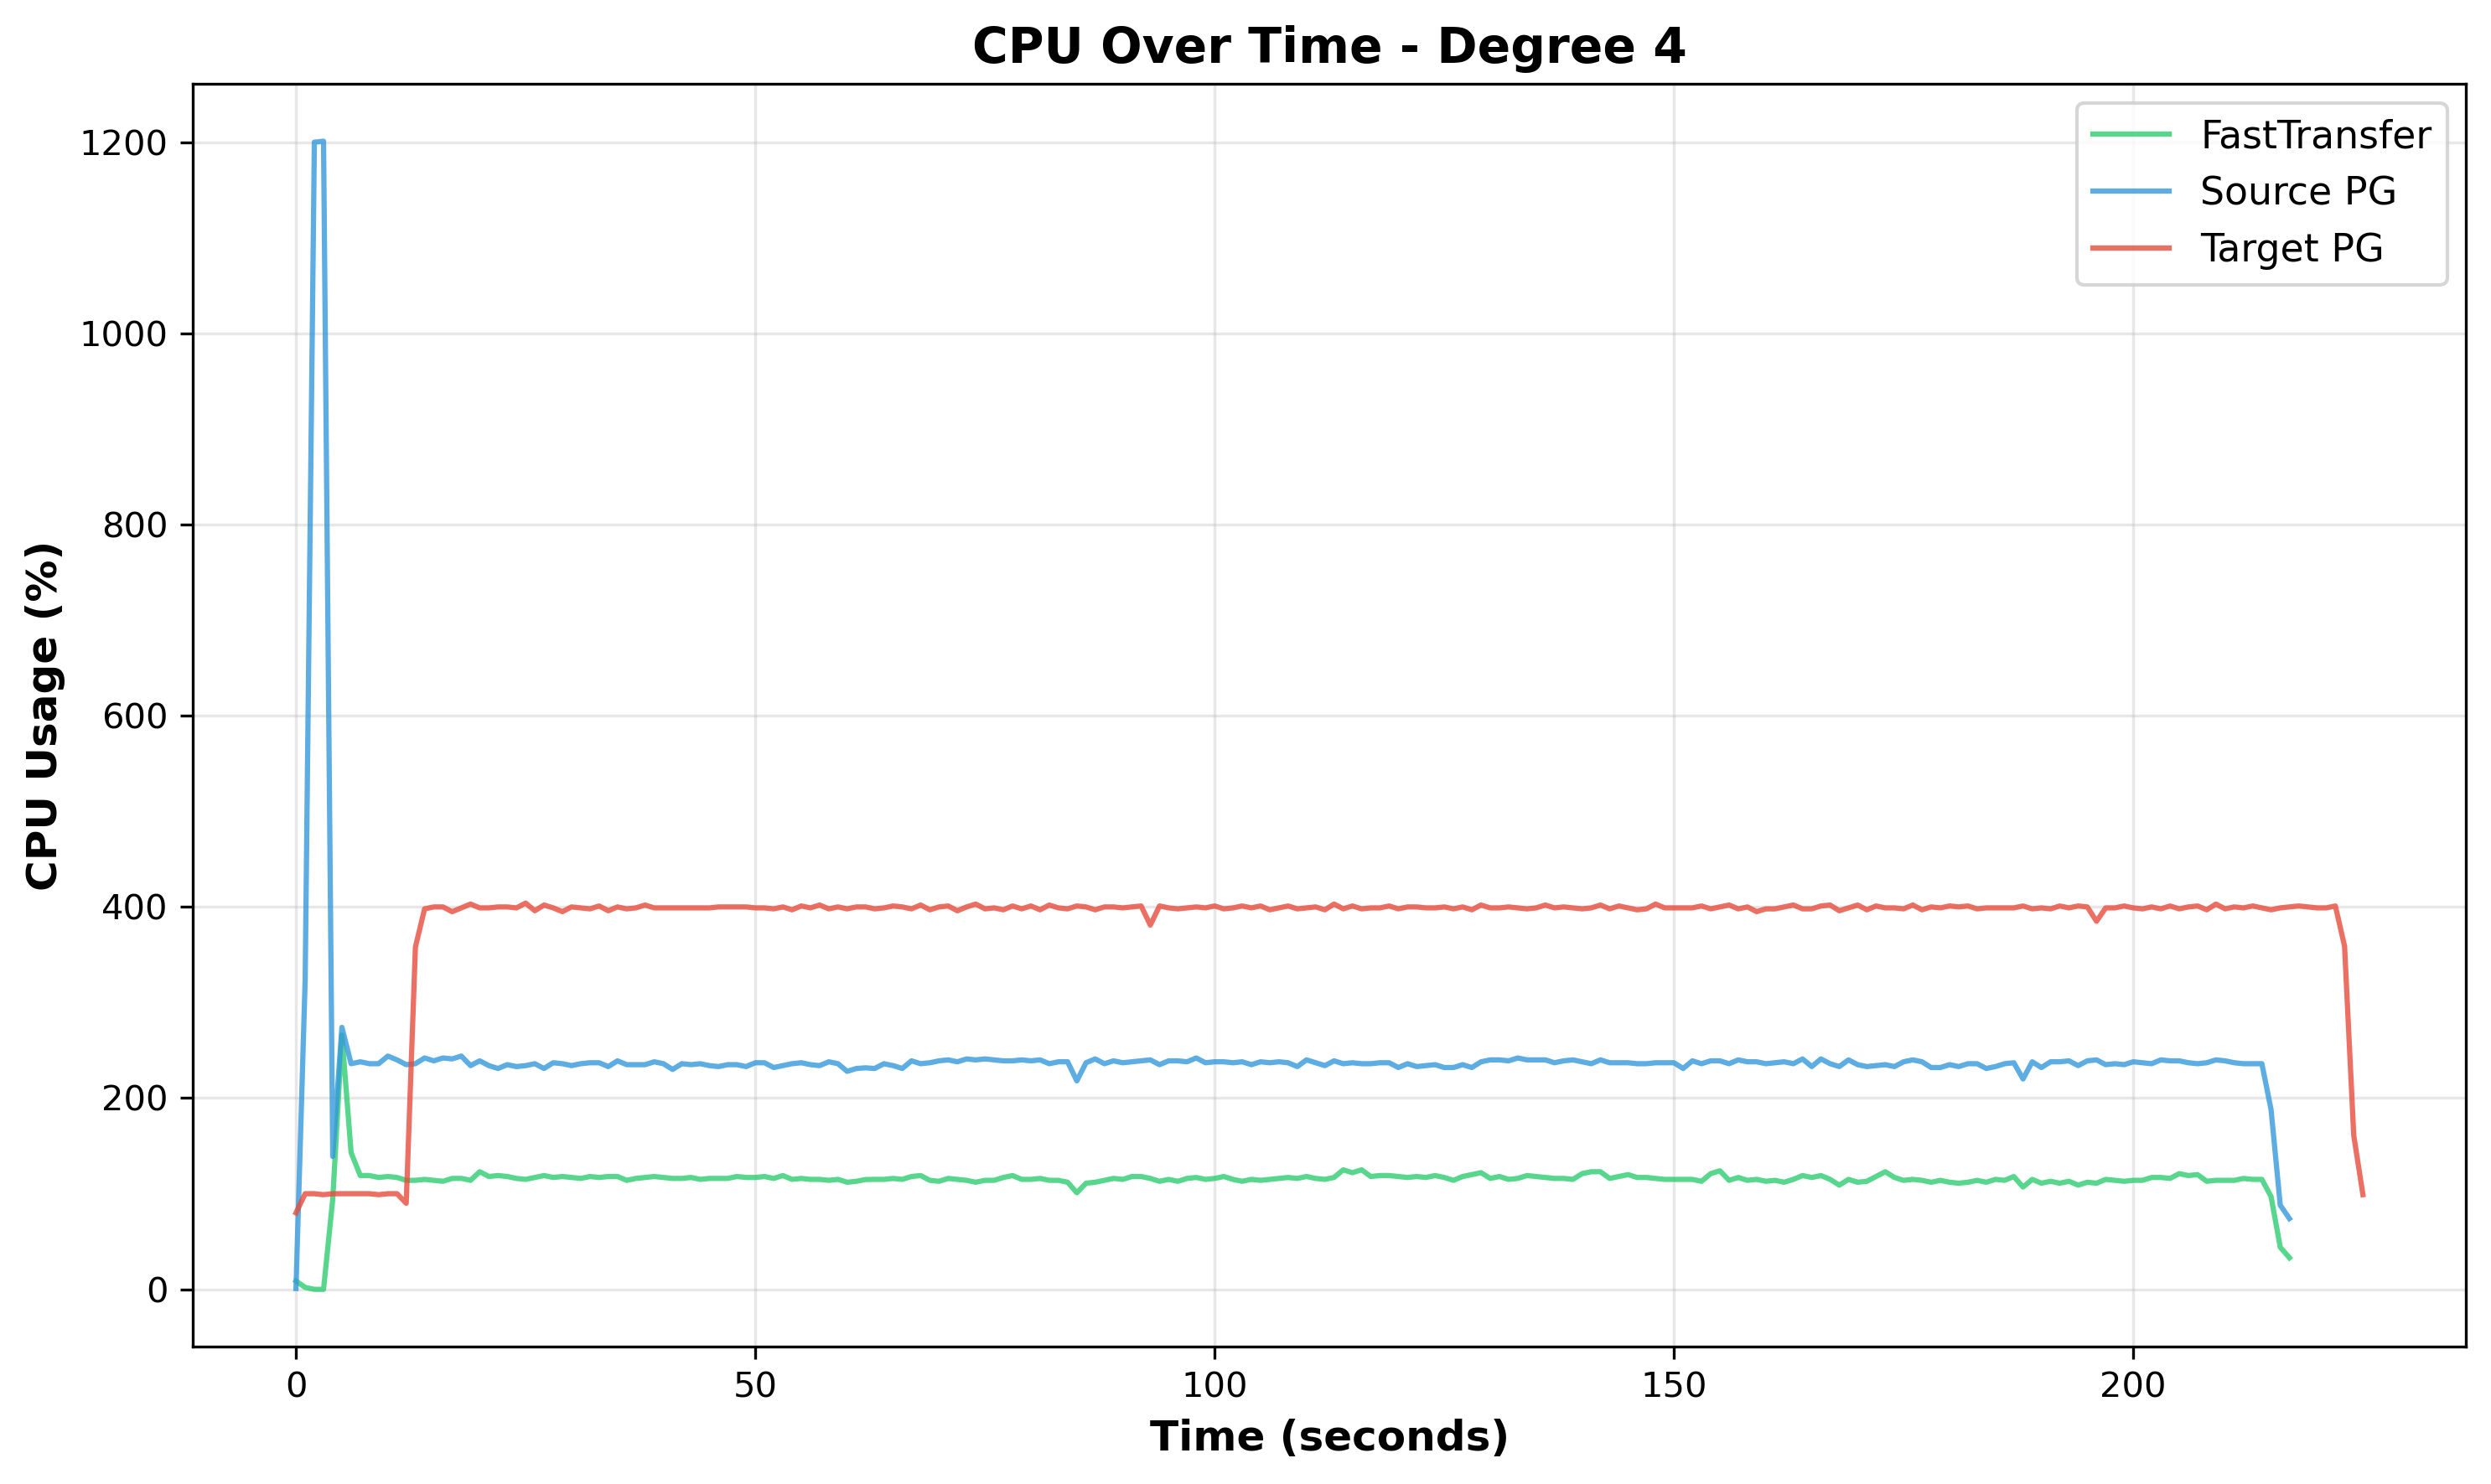 CPU Over Time - Degree 4
FastTransfer
Source PG
Target PG
CPU Usage (%)
1200
1000
800
600
400
200
0
0 50 100 150 200
Time (seconds)